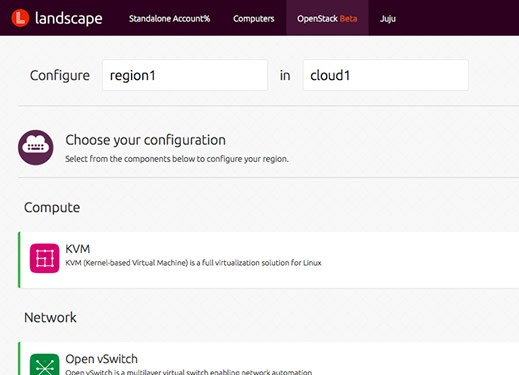 landscape Standalone Account% Computers OpenStack Beta Juju
Configure region1 in cloud1
Choose your configuration
Select from the components below to configure your region.
Compute
KVM
KVM (Kernel-based Virtual Machine) is a full virtualization solution for Linux
Network
Open vSwitch
Open vSwitch is a multilayer virtual switch enabling network automation